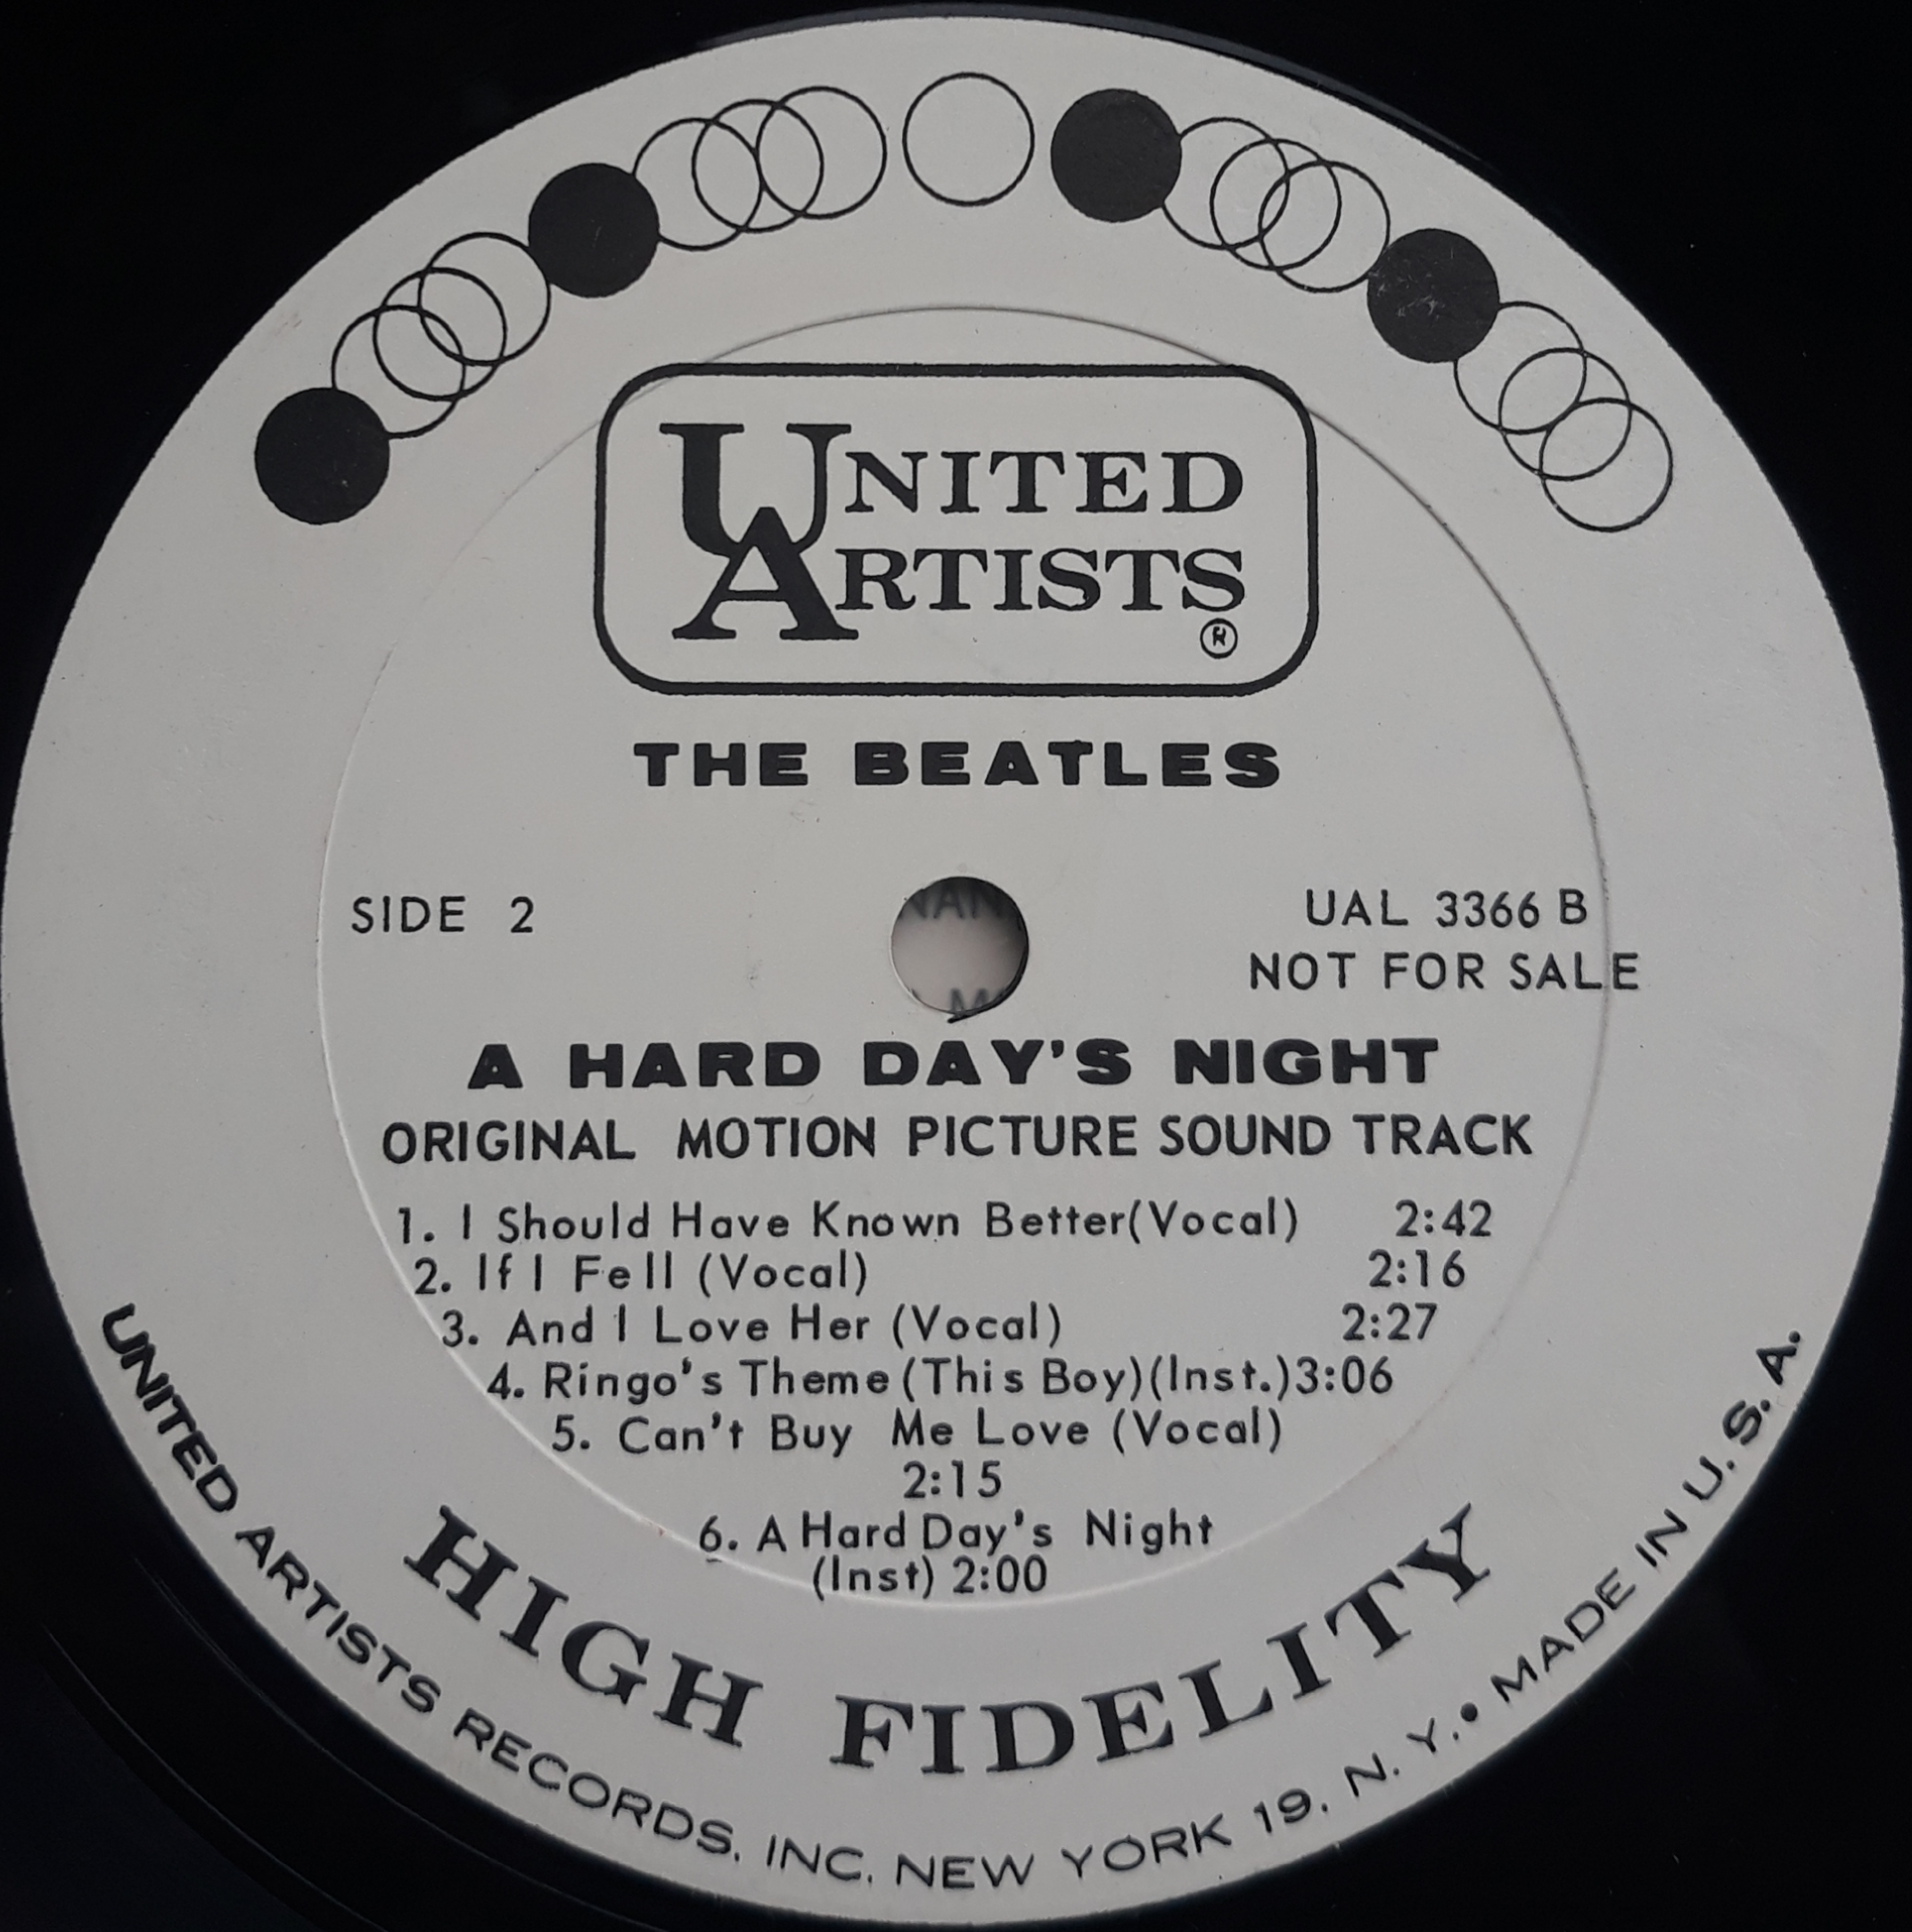 UNITED
ARTISTS
®
THE BEATLES
SIDE 2
UAL 3366 B
NOT FOR SALE
A HARD DAY'S NIGHT
ORIGINAL MOTION PICTURE SOUND TRACK
1. I Should Have Known Better(Vocal) 2:42
2. If I Fell (Vocal) 2:16
3. And I Love Her (Vocal) 2:27
4. Ringo's Theme (This Boy)(Inst.)3:06
5. Can't Buy Me Love (Vocal)
2:15
6. A Hard Day's Night
(Inst) 2:00
HIGH FIDELITY
UNITED ARTISTS RECORDS, INC. NEW YORK 19, N. Y. • MADE IN U. S. A.